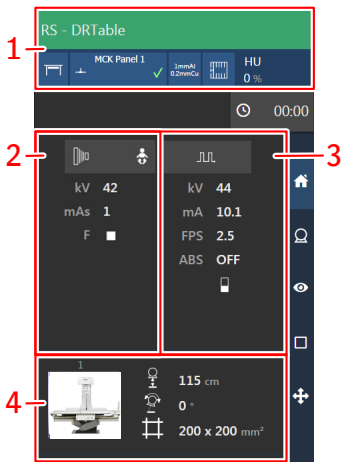 RS - DRTable
1
MCK Panel 1
1mmAl
0.2mmCu
HU
0 %
00:00
2
3
kV 42
mAs 1
F
kV 44
mA 10.1
FPS 2.5
ABS OFF
4
1
115 cm
0 °
200 x 200 mm²